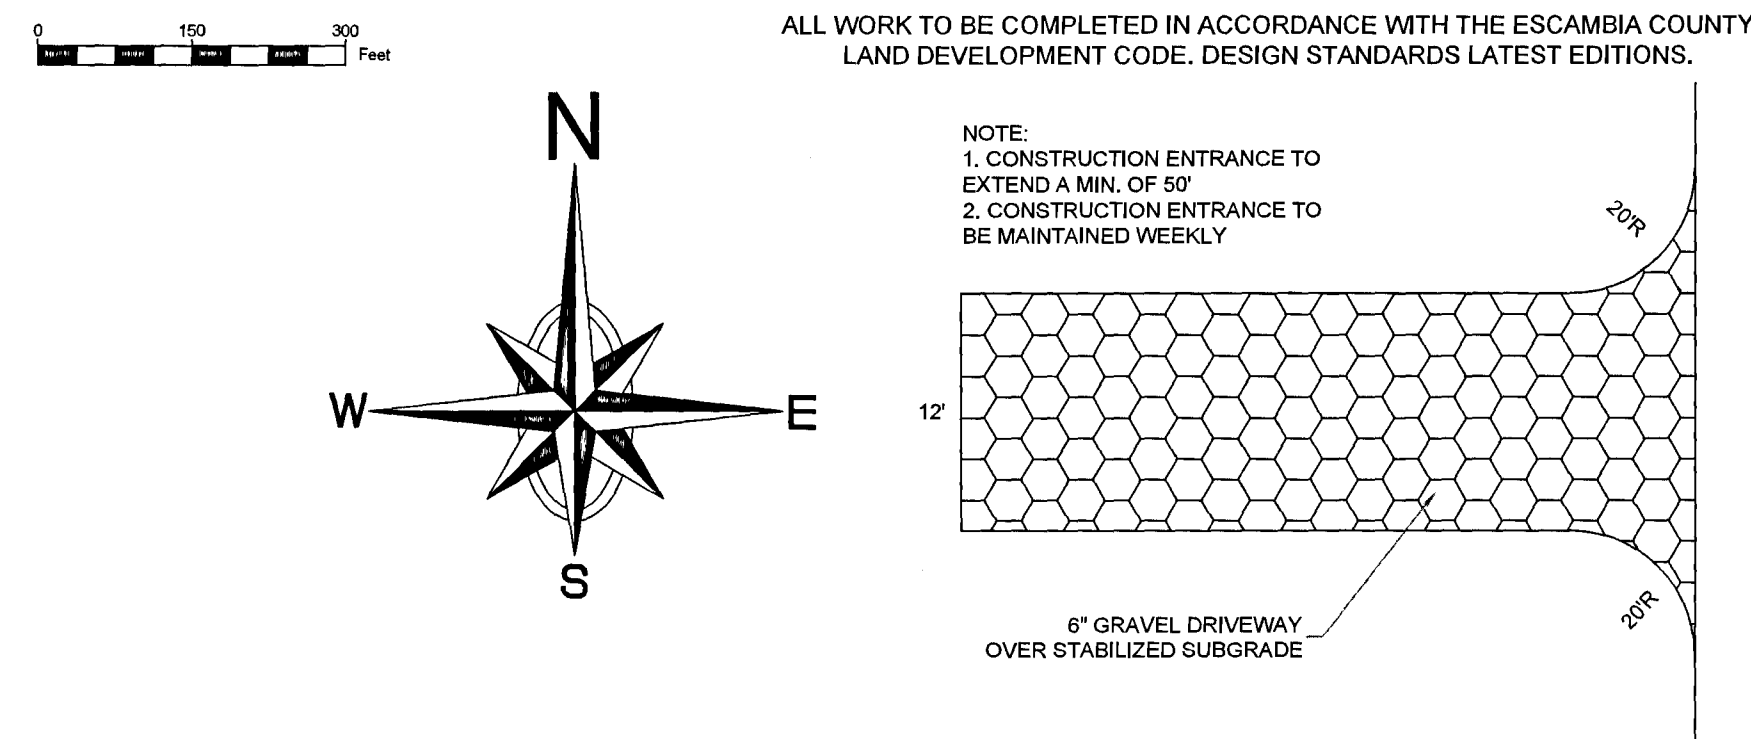 0 150 300
Feet
ALL WORK TO BE COMPLETED IN ACCORDANCE WITH THE ESCAMBIA COUNTY
LAND DEVELOPMENT CODE. DESIGN STANDARDS LATEST EDITIONS.
N
W
E
S
NOTE:
1. CONSTRUCTION ENTRANCE TO
EXTEND A MIN. OF 50'
2. CONSTRUCTION ENTRANCE TO
BE MAINTAINED WEEKLY
20'R
12'
6" GRAVEL DRIVEWAY
OVER STABILIZED SUBGRADE
20'R